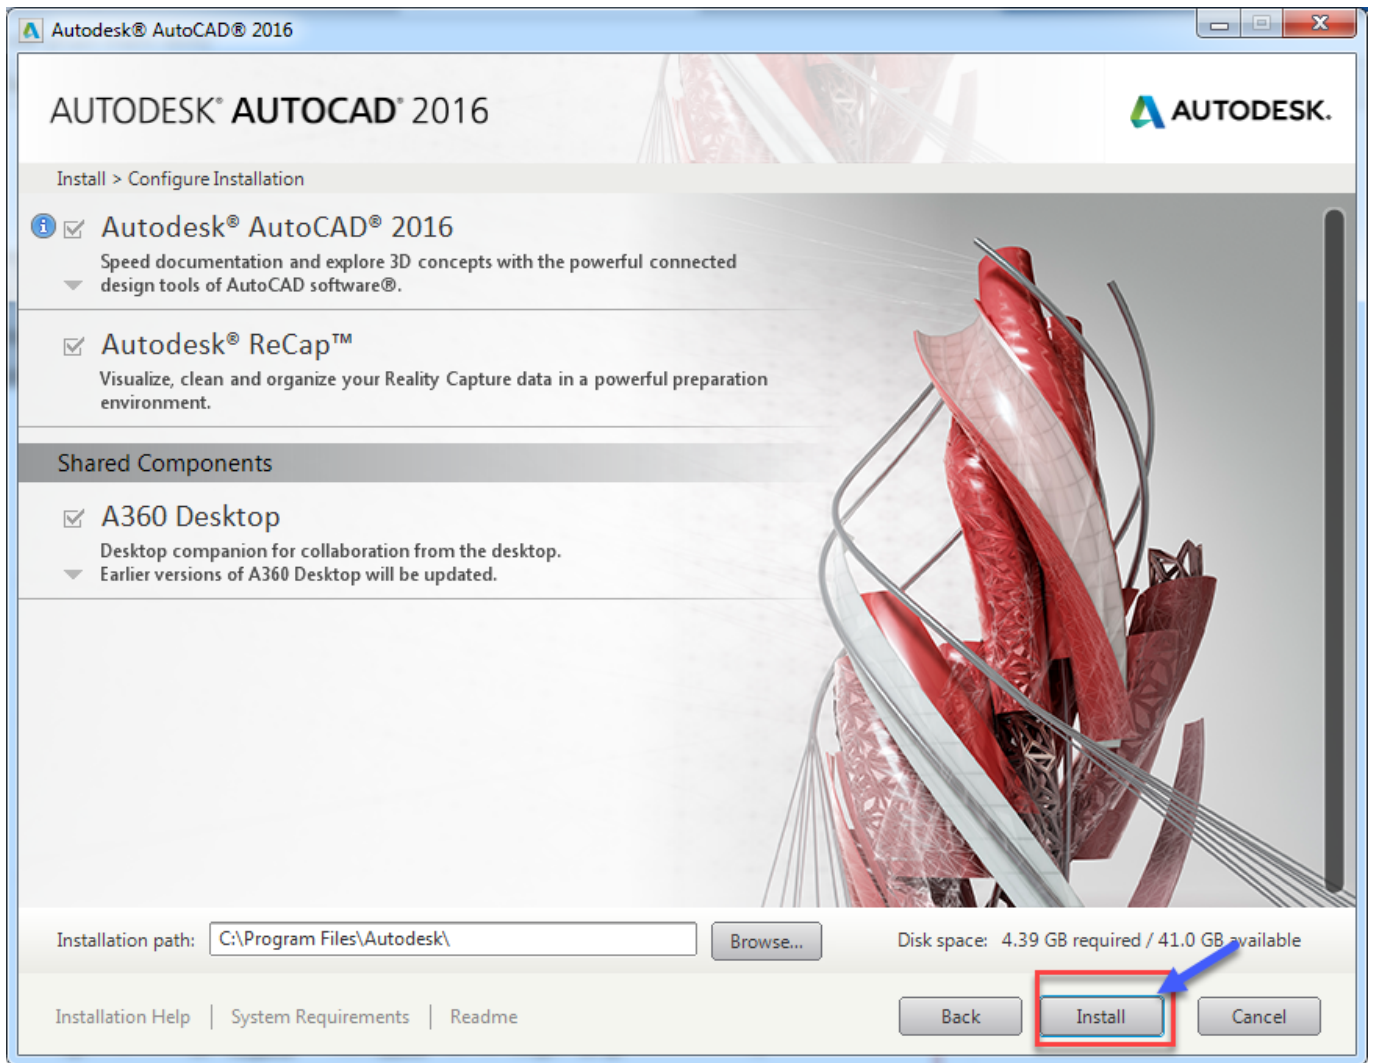 Autodesk® AutoCAD® 2016
AUTODESK® AUTOCAD® 2016
AUTODESK.
Install > Configure Installation
Autodesk® AutoCAD® 2016
Speed documentation and explore 3D concepts with the powerful connected
design tools of AutoCAD software®.
Autodesk® ReCap™
Visualize, clean and organize your Reality Capture data in a powerful preparation
environment.
Shared Components
A360 Desktop
Desktop companion for collaboration from the desktop.
Earlier versions of A360 Desktop will be updated.
Installation path: C:\Program Files\Autodesk\ Browse... Disk space: 4.39 GB required / 41.0 GB available
Installation Help | System Requirements | Readme Back Install Cancel